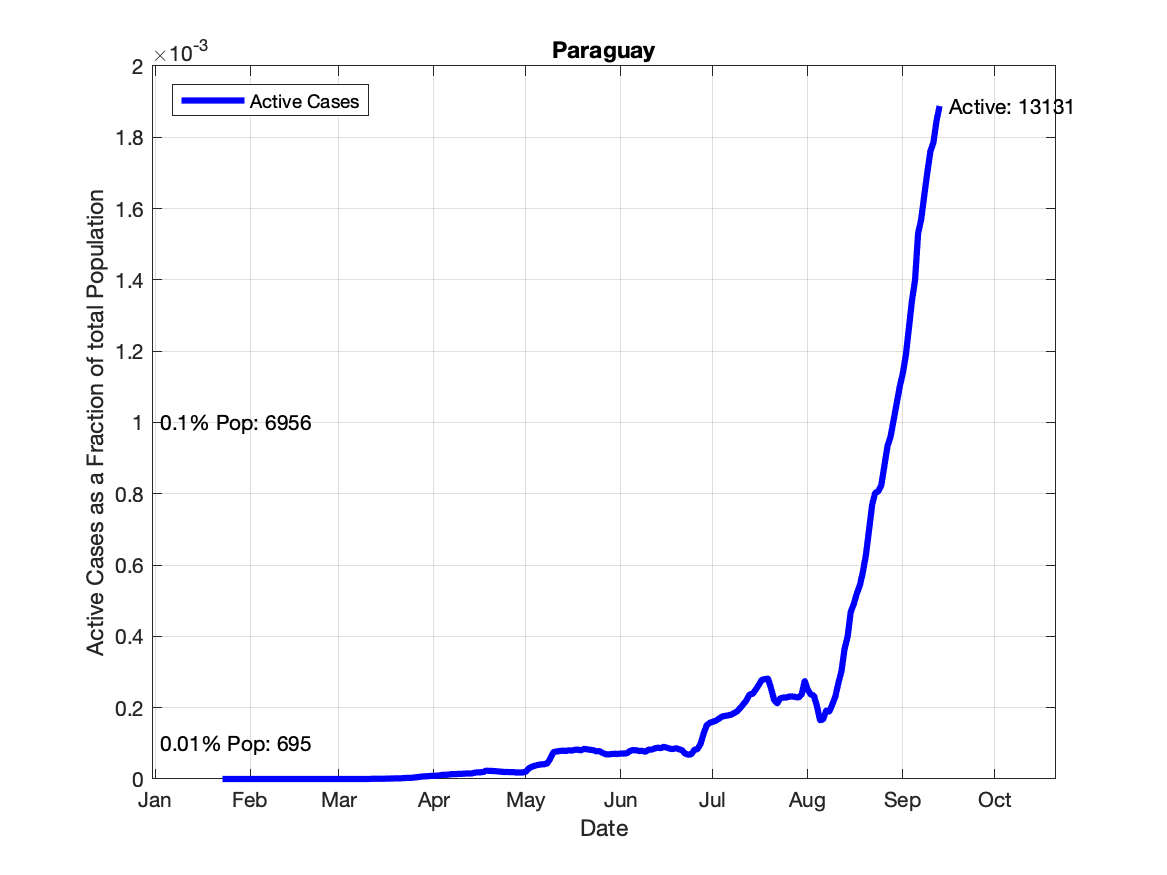 Paraguay
×10-3
2
1.8
1.6
1.4
1.2
1
0.8
0.6
0.4
0.2
0
Active Cases
Active: 13131
0.1% Pop: 6956
0.01% Pop: 695
Active Cases as a Fraction of total Population
Jan Feb Mar Apr May Jun Jul Aug Sep Oct
Date